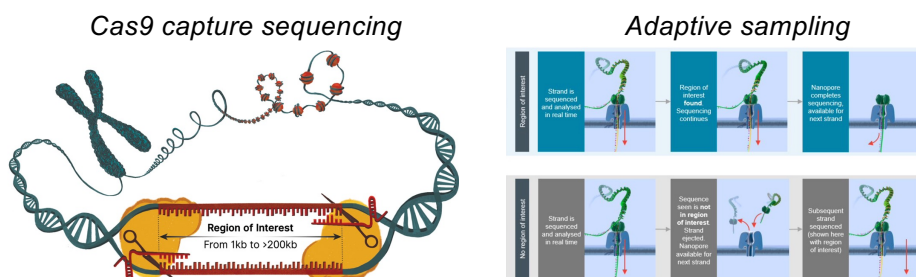 Cas9 capture sequencing
Adaptive sampling
Region of Interest
From 1kb to >200kb
Region of interest
Strand is
sequenced
and analysed
in real time
Region of
interest
found
Sequencing
continues
Nanopore
completes
sequencing,
available for
next strand
No region of interest
Strand is
sequenced
and analysed
in real time
Sequence
seen is not
in region of
interest.
Strand
ejected
Nanopore
available for
next strand
Subsequent
strand
sequenced
(shown here
with region of
interest)